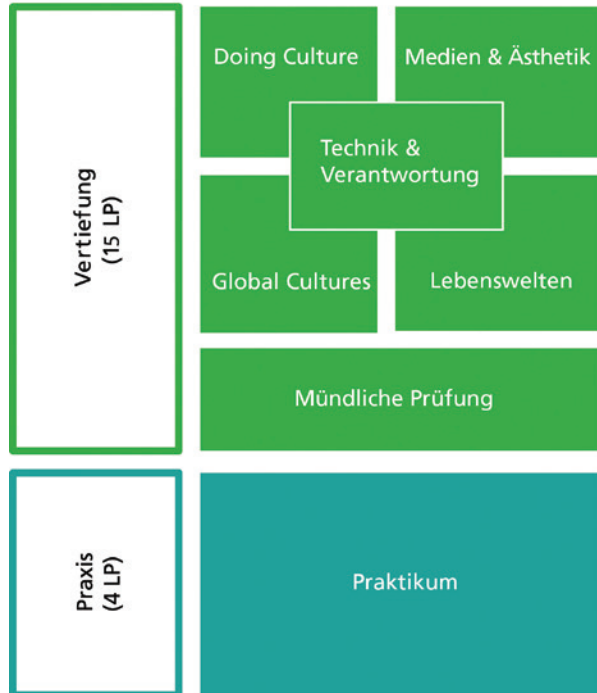 Vertiefung
(15 LP)
Doing Culture
Medien & Ästhetik
Technik &
Verantwortung
Global Cultures
Lebenswelten
Mündliche Prüfung
Praxis
(4 LP)
Praktikum